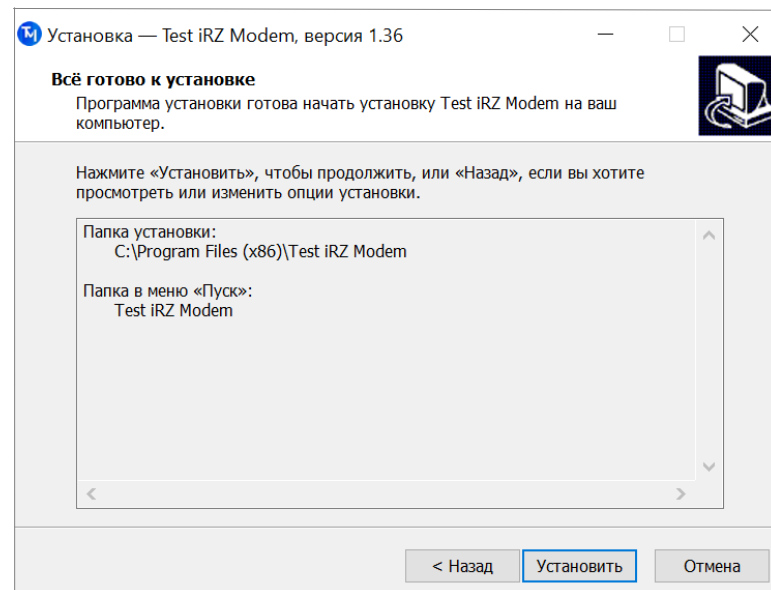 Установка — Test iRZ Modem, версия 1.36
Всё готово к установке
Программа установки готова начать установку Test iRZ Modem на ваш
компьютер.
Нажмите «Установить», чтобы продолжить, или «Назад», если вы хотите
просмотреть или изменить опции установки.
Папка установки:
C:\Program Files (x86)\Test iRZ Modem
Папка в меню «Пуск»:
Test iRZ Modem
< Назад
Установить
Отмена